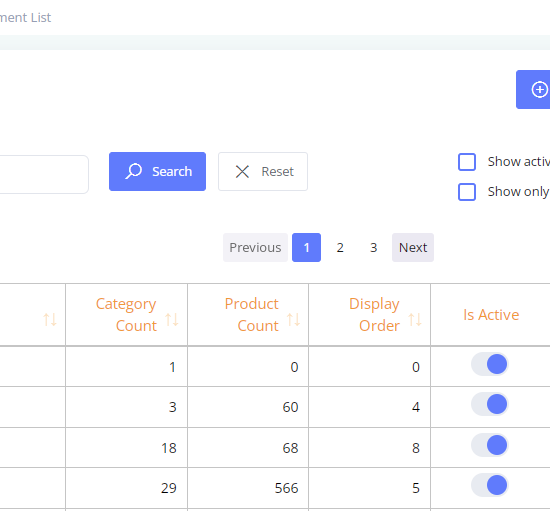 ment List
Search
Reset
Show activ
Show only
Previous 1 2 3 Next
Category Count
Product Count
Display Order
Is Active
1 0 0
3 60 4
18 68 8
29 566 5